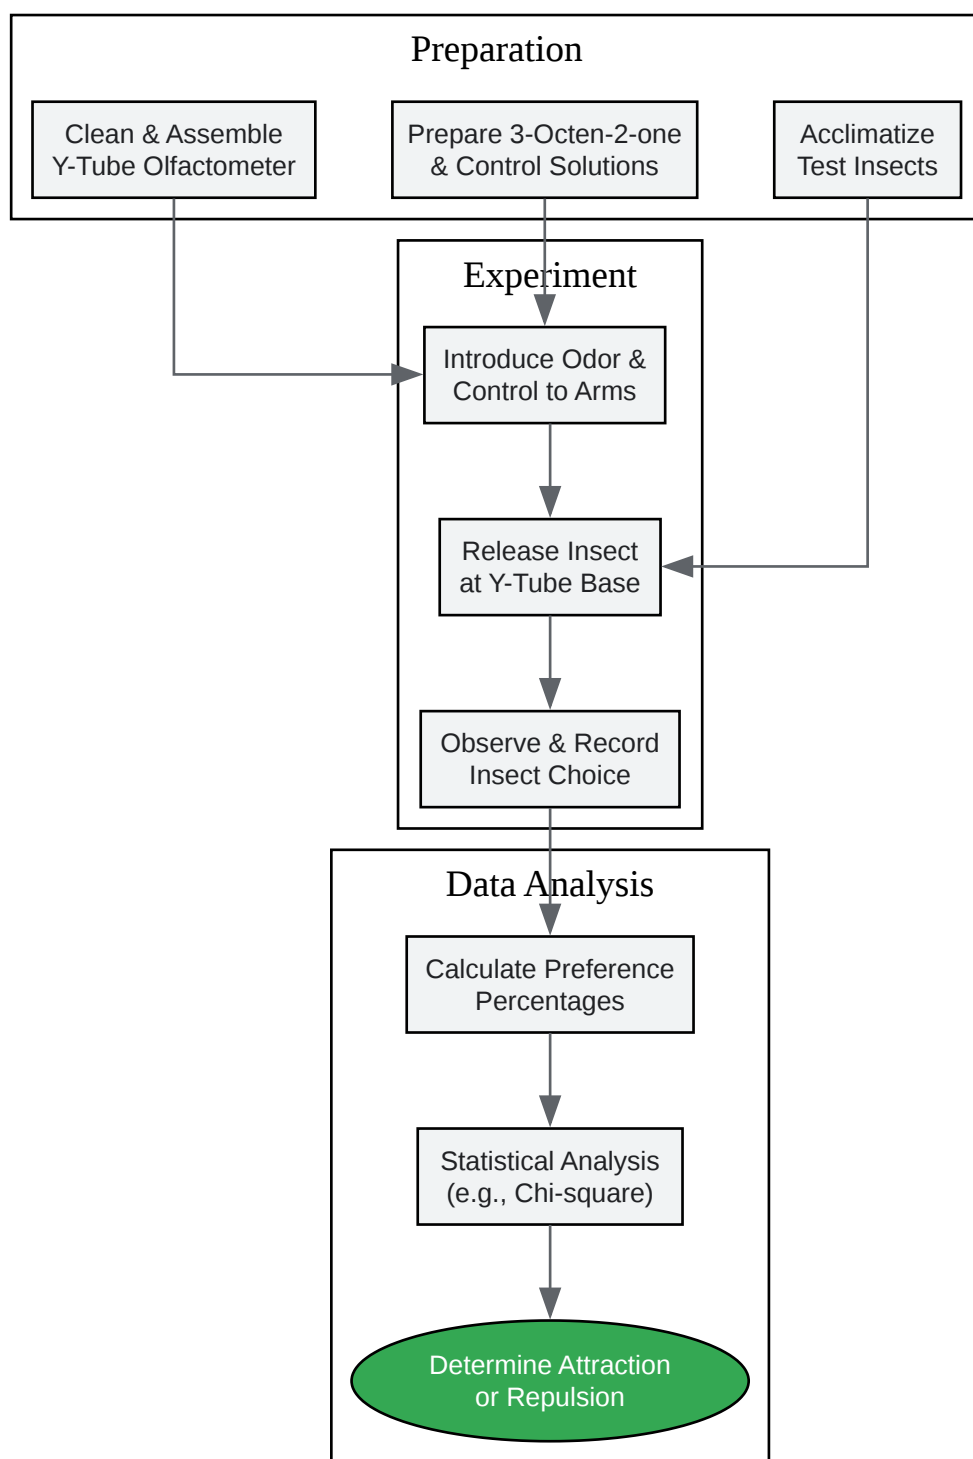 Preparation
Clean & Assemble
Y-Tube Olfactometer
Prepare 3-Octen-2-one
& Control Solutions
Acclimatize
Test Insects
Experiment
Introduce Odor &
Control to Arms
Release Insect
at Y-Tube Base
Observe & Record
Insect Choice
Data Analysis
Calculate Preference
Percentages
Statistical Analysis
(e.g., Chi-square)
Determine Attraction
or Repulsion